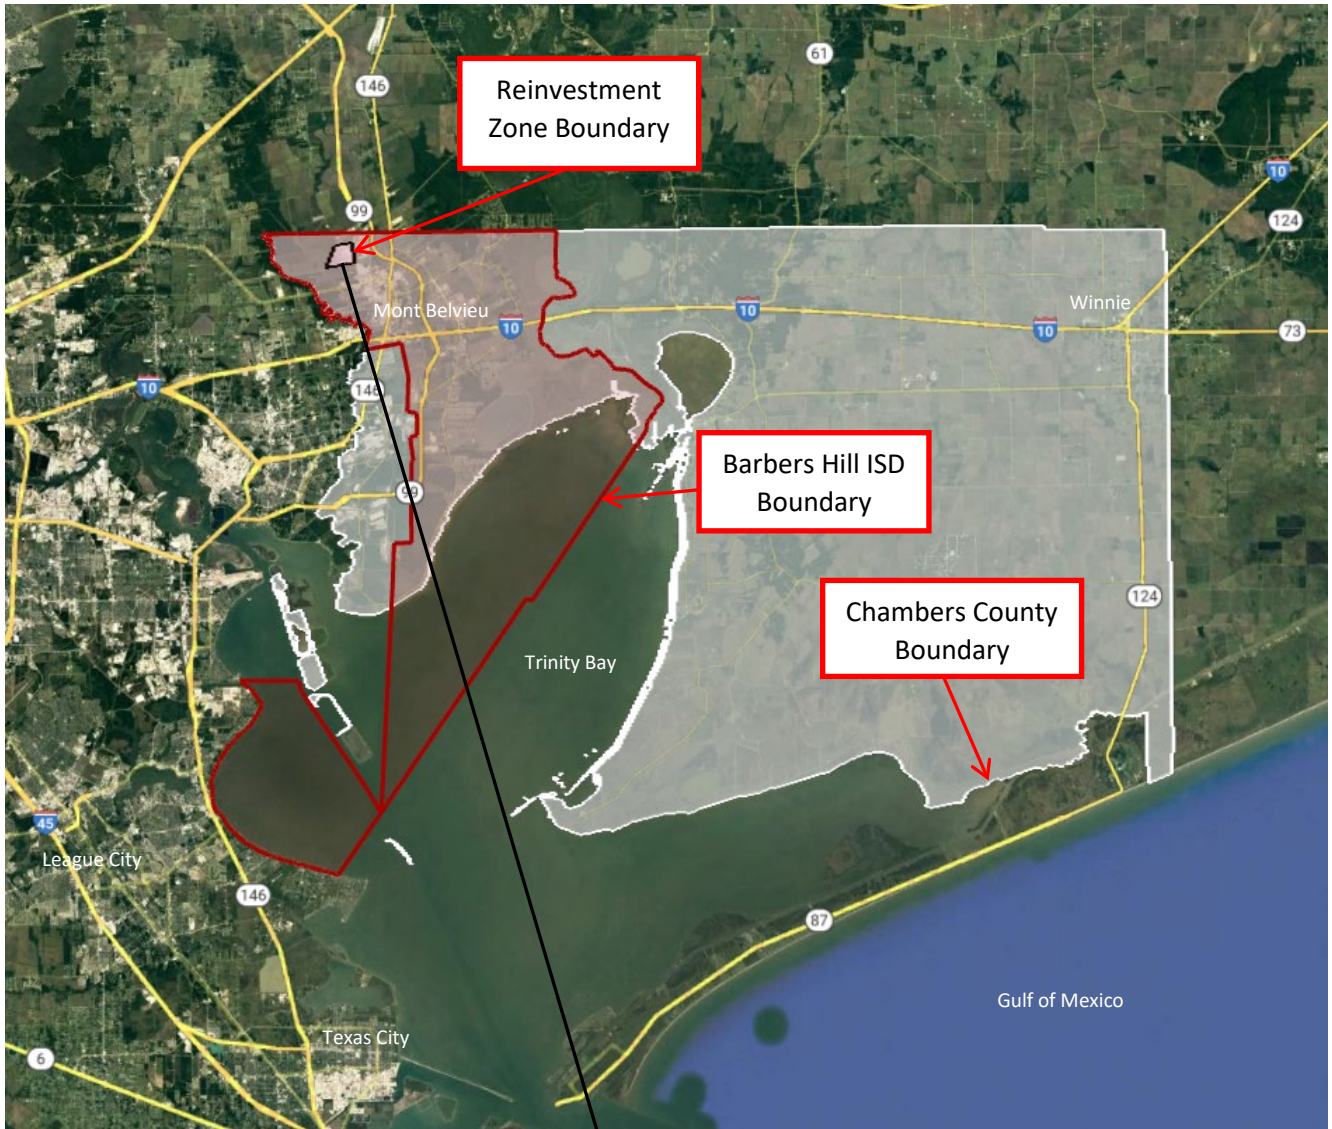 61
146
Reinvestment
Zone Boundary
10
99
124
Mont Belvieu
10
10
Winnie
10
73
10
146
Barbers Hill ISD
Boundary
99
Chambers County
Boundary
124
Trinity Bay
45
League City
146
87
Gulf of Mexico
Texas City
6